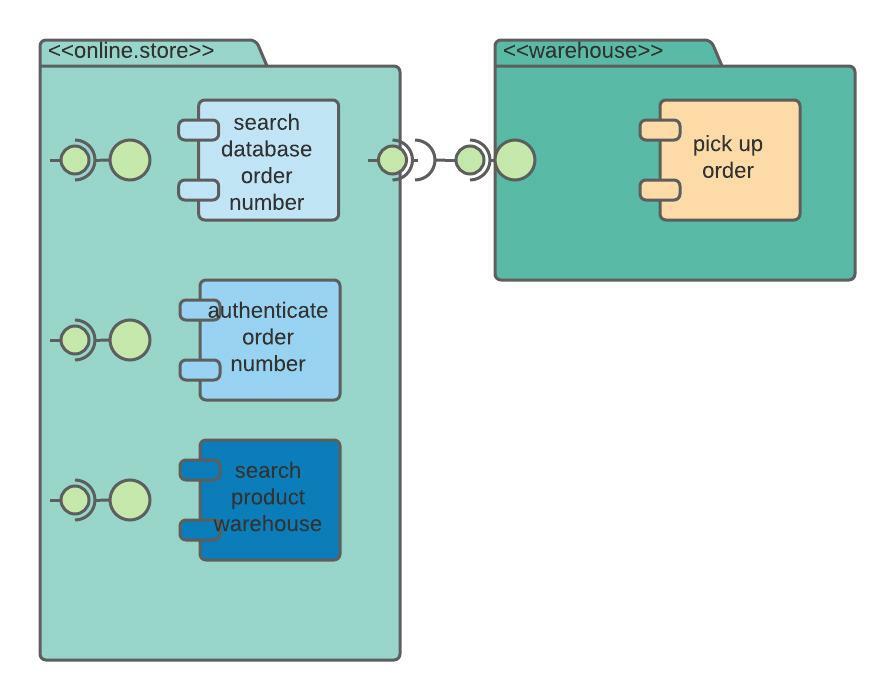 <<online.store>>
<<warehouse>>
search
database
order
number
pick up
order
authenticate
order
number
search
product
warehouse